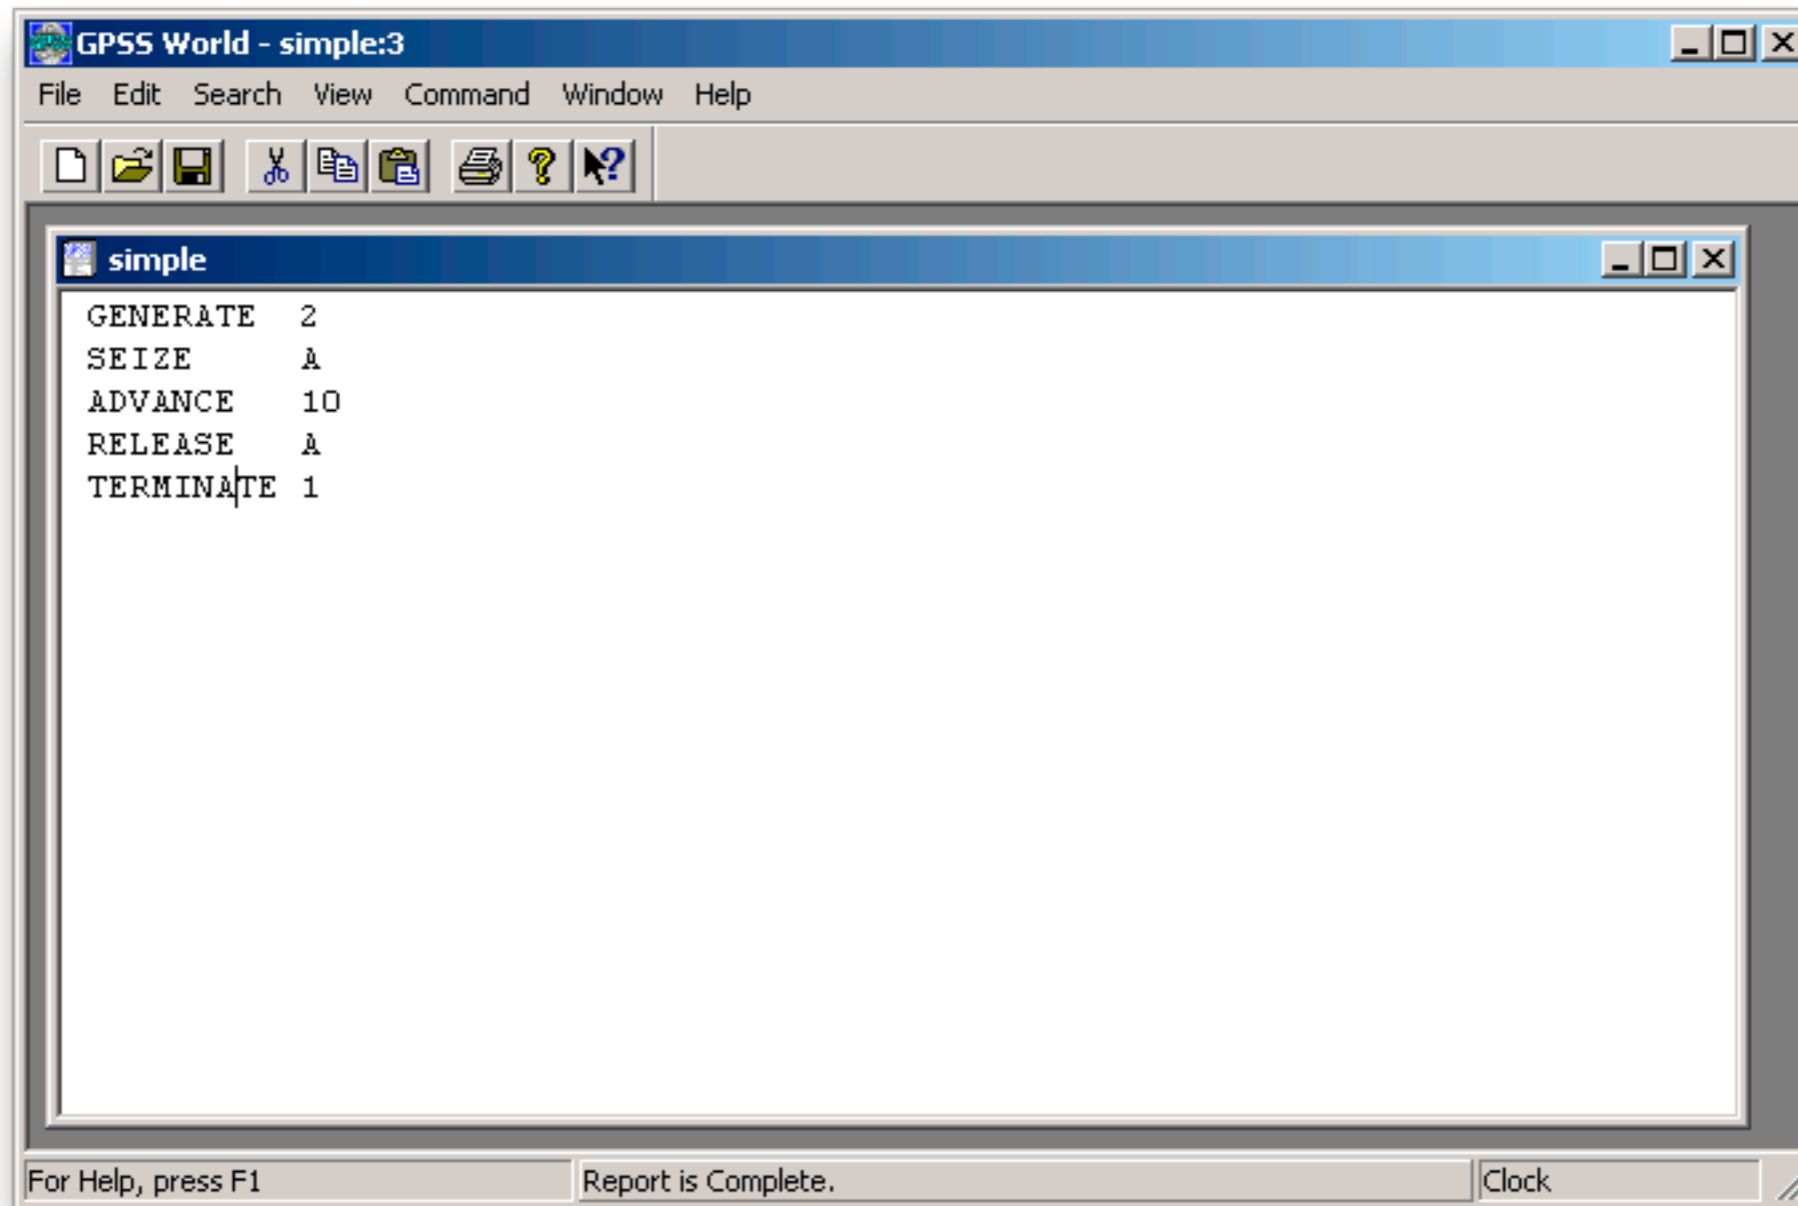 GPSS World - simple:3
File Edit Search View Command Window Help
simple
GENERATE 2
SEIZE A
ADVANCE 10
RELEASE A
TERMINATE 1
For Help, press F1 Report is Complete. Clock